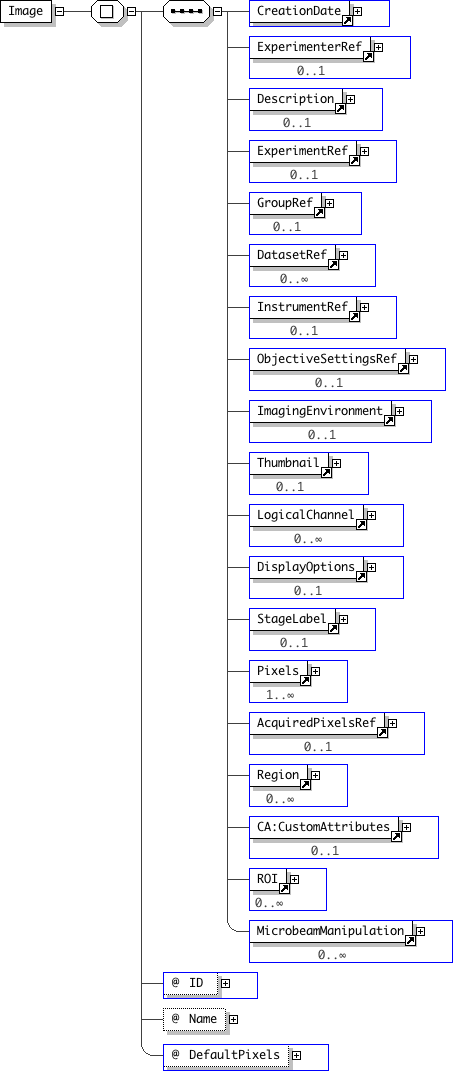 Image
CreationDate
ExperimenterRef
0..1
Description
0..1
ExperimentRef
0..1
GroupRef
0..1
DatasetRef
0..∞
InstrumentRef
0..1
ObjectiveSettingsRef
0..1
ImagingEnvironment
0..1
Thumbnail
0..1
LogicalChannel
0..∞
DisplayOptions
0..1
StageLabel
0..1
Pixels
1..∞
AcquiredPixelsRef
0..1
Region
0..∞
CA:CustomAttributes
0..1
ROI
0..∞
MicrobeamManipulation
0..∞
@ ID
@ Name
@ DefaultPixels